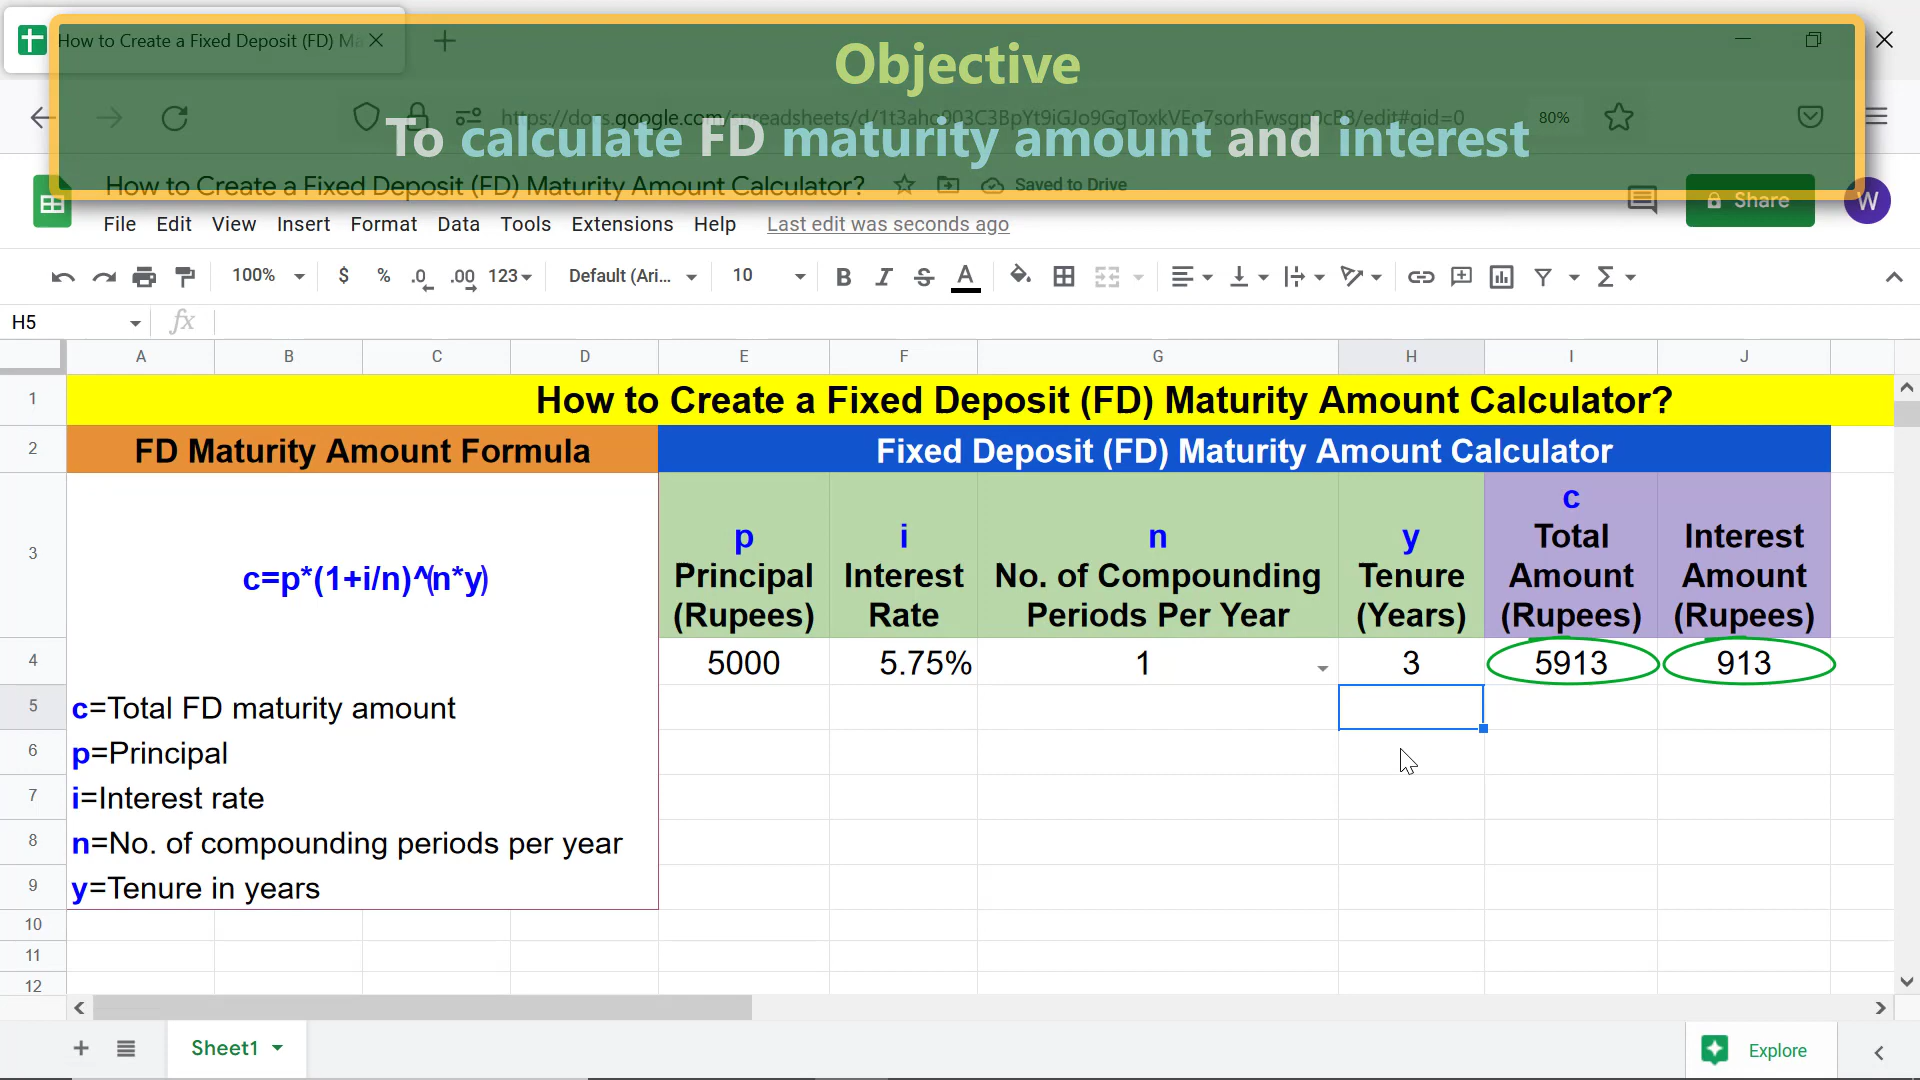 How to Create a Fixed Deposit (FD) Ma
Objective
To calculate FD maturity amount and interest
80%
How to Create a Fixed Deposit (FD) Maturity Amount Calculator?
Saved to Drive
Share
W
File Edit View Insert Format Data Tools Extensions Help Last edit was seconds ago
100% $ % .0 .00 123 Default (Ari... 10 B I S A
H5 fx
A B C D E F G H I J
1 How to Create a Fixed Deposit (FD) Maturity Amount Calculator?
2 FD Maturity Amount Formula Fixed Deposit (FD) Maturity Amount Calculator
3
c=p*(1+i/n)^(n*y)
p
Principal
(Rupees)
i
Interest
Rate
n
No. of Compounding
Periods Per Year
y
Tenure
(Years)
c
Total
Amount
(Rupees)
Interest
Amount
(Rupees)
4 5000 5.75% 1 3 5913 913
5 c=Total FD maturity amount
6 p=Principal
7 i=Interest rate
8 n=No. of compounding periods per year
9 y=Tenure in years
10
11
12
Sheet1
Explore